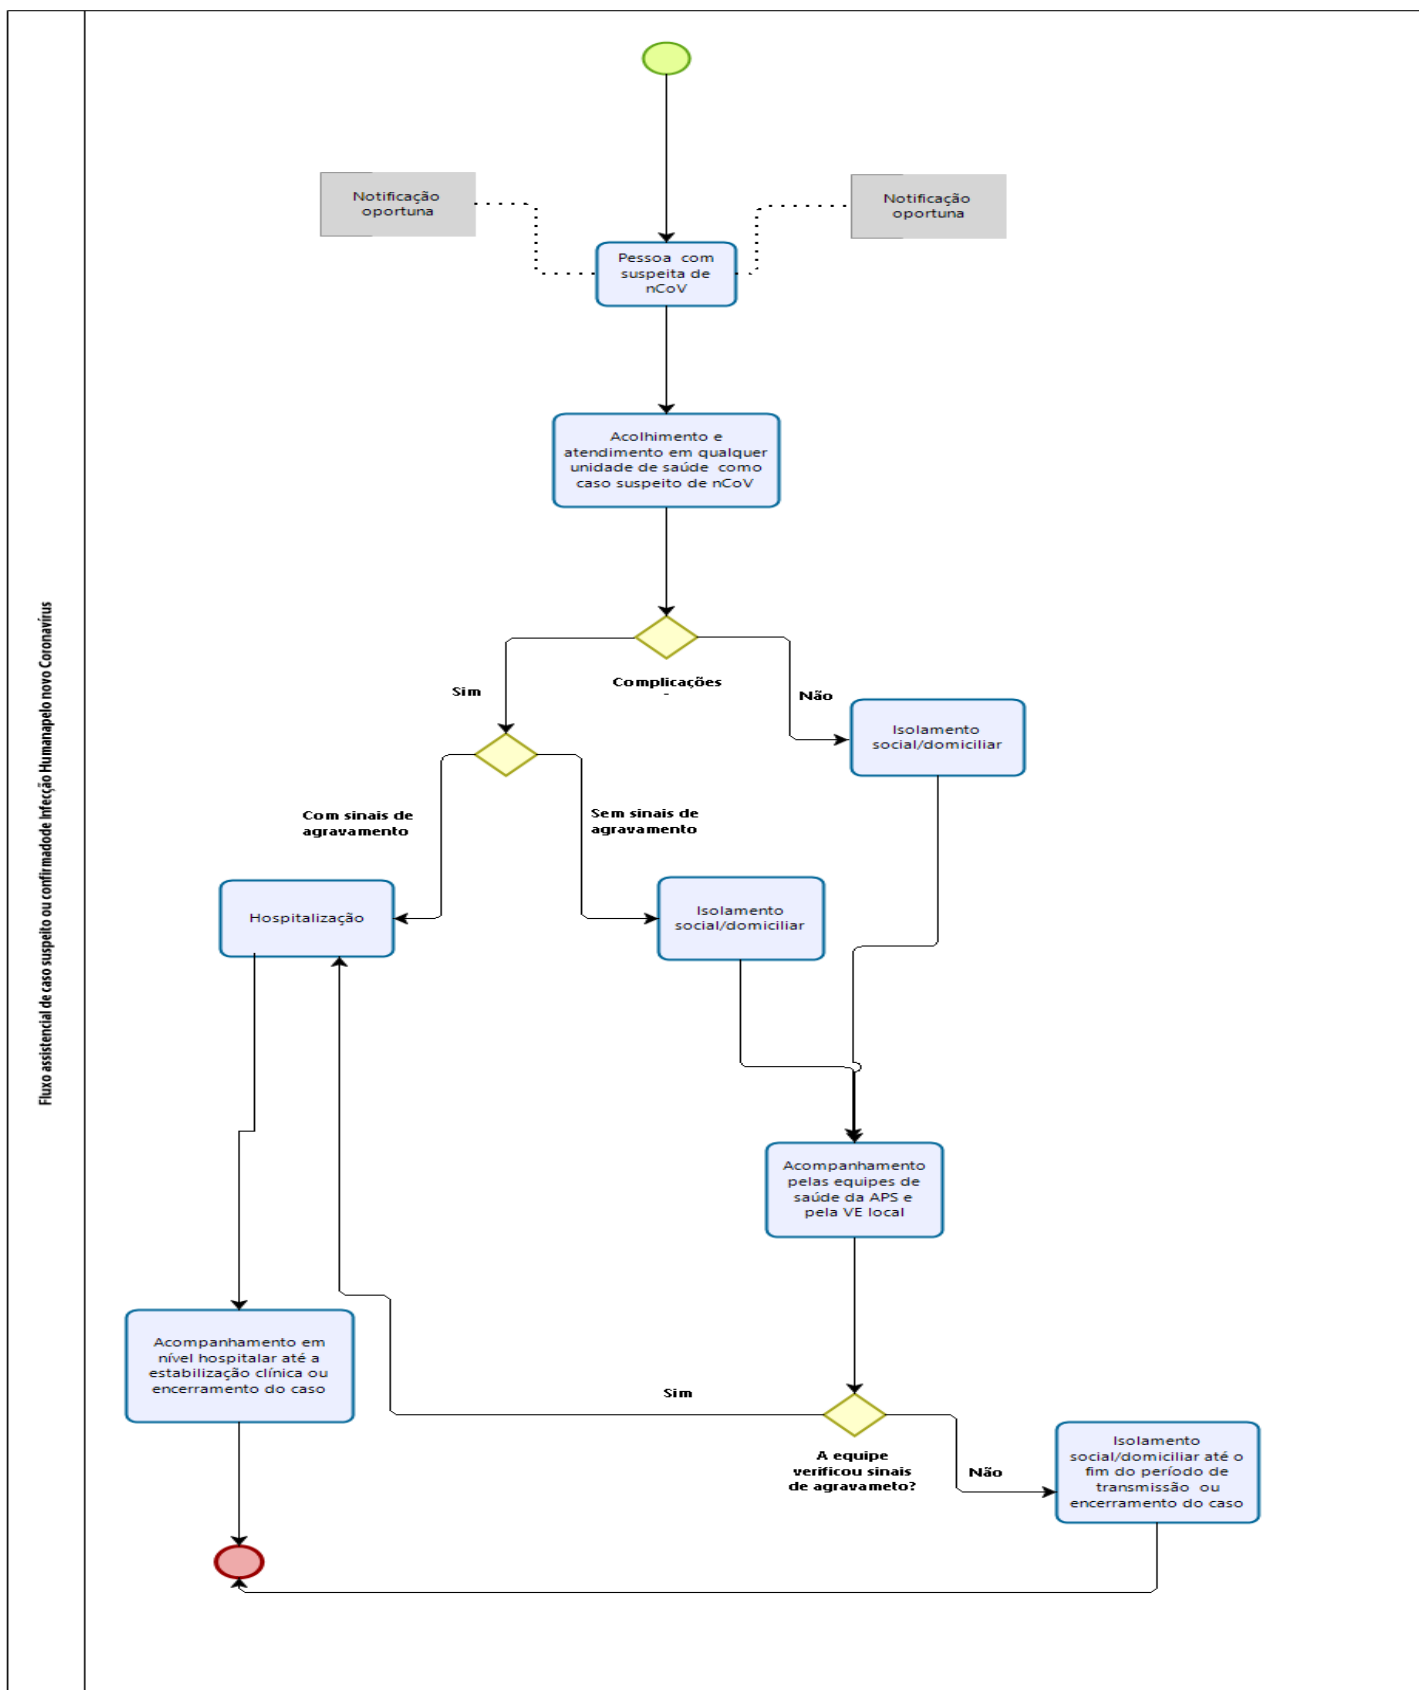 Fluxo assistencial de caso suspeito ou confirmadode Infecção Humanapelo novo Coronavírus
Notificação
oportuna
Notificação
oportuna
Pessoa com
suspeita de
nCoV
Acolhimento e
atendimento em qualquer
unidade de saúde como
caso suspeito de nCoV
Complicações
-
Sim
Não
Isolamento
social/domiciliar
Com sinais de
agravamento
Sem sinais de
agravamento
Hospitalização
Isolamento
social/domiciliar
Acompanhamento
pelas equipes de
saúde da APS e
pela VE local
Acompanhamento em
nível hospitalar até a
estabilização clínica ou
encerramento do caso
Sim
A equipe
verificou sinais
de agravameto?
Não
Isolamento
social/domiciliar até o
fim do período de
transmissão ou
encerramento do caso